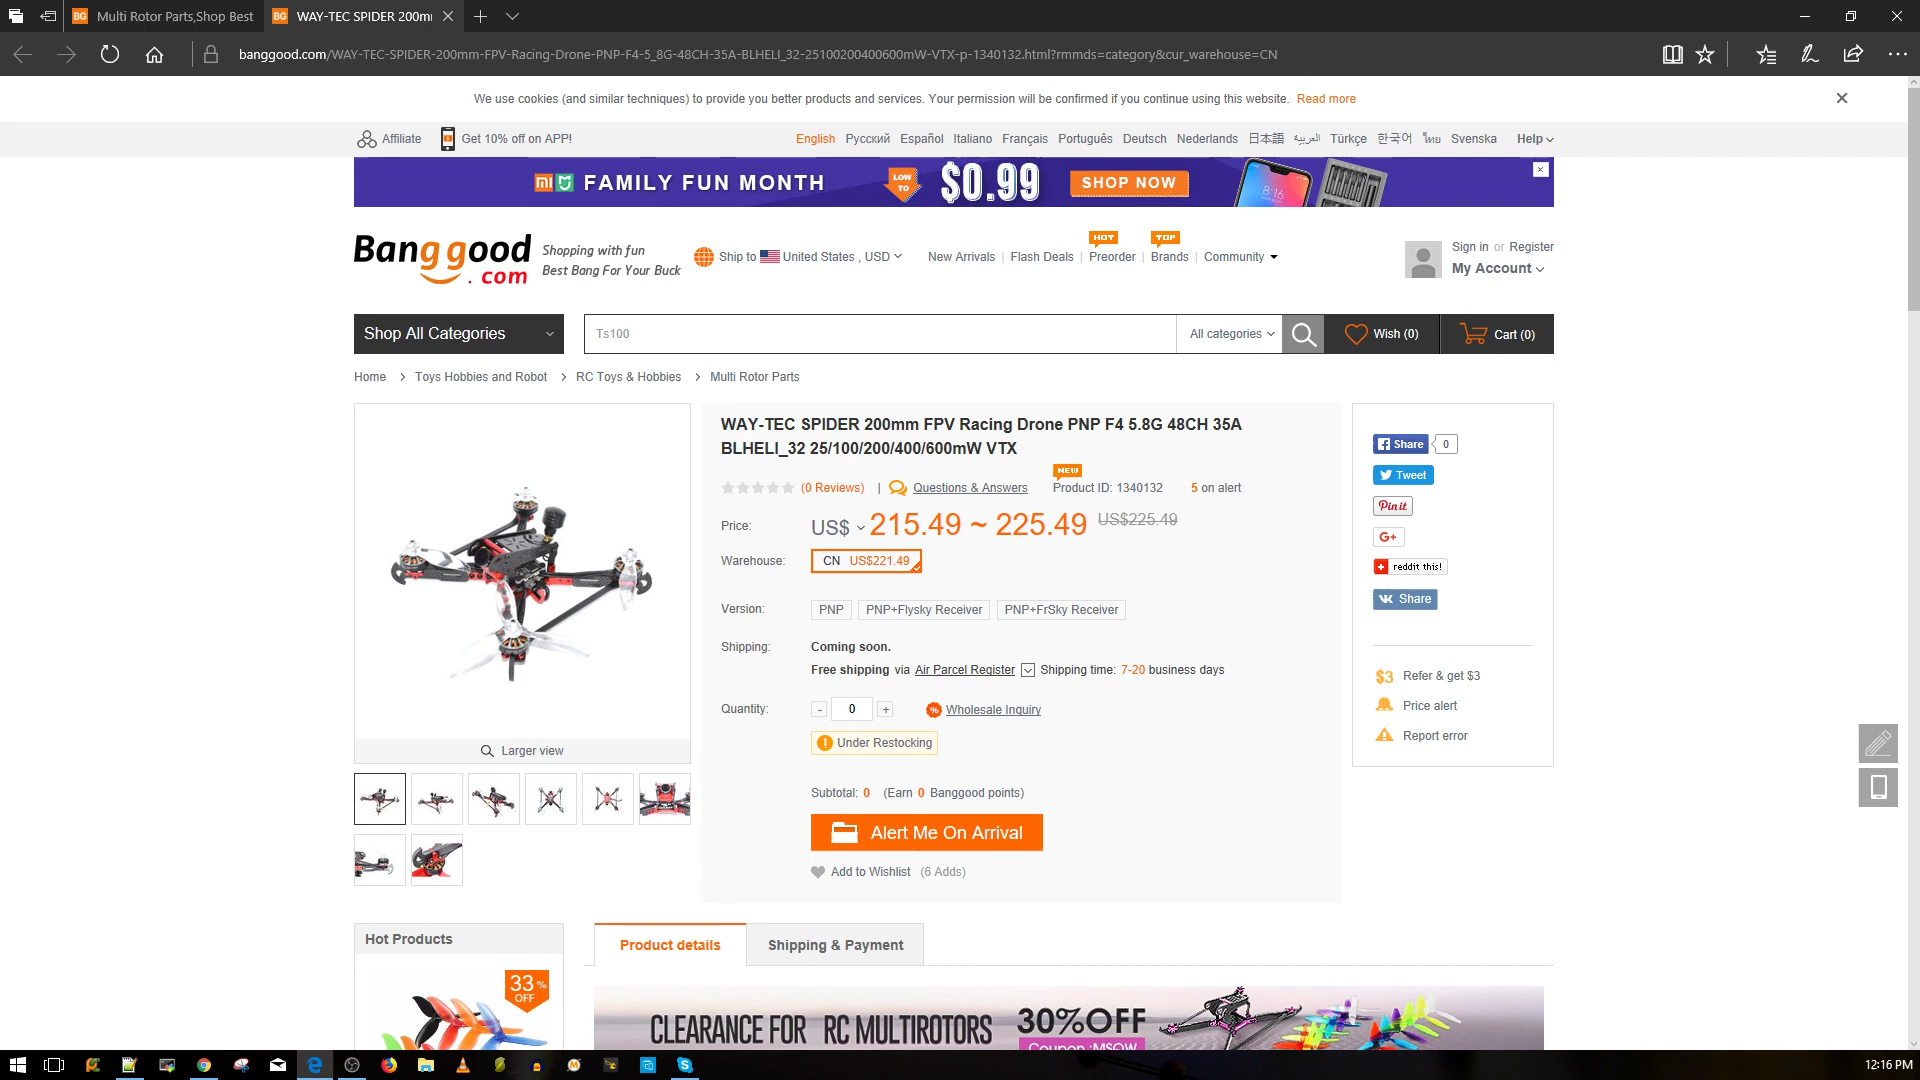 Multi Rotor Parts,Shop Best
WAY-TEC SPIDER 200mm
banggood.com/WAY-TEC-SPIDER-200mm-FPV-Racing-Drone-PNP-F4-5_8G-48CH-35A-BLHELI_32-25100200400600mW-VTX-p-1340132.html?rmmds=category&cur_warehouse=CN
We use cookies (and similar techniques) to provide you better products and services. Your permission will be confirmed if you continue using this website. Read more
Affiliate Get 10% off on APP! English Русский Español Italiano Français Português Deutsch Nederlands 日本語 العربية Türkçe 한국어 ไทย Svenska Help
FAMILY FUN MONTH LOW TO $0.99 SHOP NOW 8:16
Banggood.com
Shopping with fun
Best Bang For Your Buck
Ship to United States , USD
New Arrivals | Flash Deals | HOT Preorder | TOP Brands | Community
Sign in or Register
My Account
Shop All Categories
Ts100
All categories
Wish (0)
Cart (0)
Home > Toys Hobbies and Robot > RC Toys & Hobbies > Multi Rotor Parts
WAY-TEC SPIDER 200mm FPV Racing Drone PNP F4 5.8G 48CH 35A
BLHELI_32 25/100/200/400/600mW VTX
NEW
(0 Reviews) | Questions & Answers Product ID: 1340132 5 on alert
Price: US$ 215.49 ~ 225.49 US$225.49
Warehouse: CN US$221.49
Version: PNP PNP+Flysky Receiver PNP+FrSky Receiver
Shipping: Coming soon.
Free shipping via Air Parcel Register Shipping time: 7-20 business days
Quantity: - 0 + Wholesale Inquiry
Under Restocking
Subtotal: 0 (Earn 0 Banggood points)
Alert Me On Arrival
Add to Wishlist (6 Adds)
Larger view
Share 0
Tweet
Pin it
G+
reddit this!
Share
$3 Refer & get $3
Price alert
Report error
Hot Products
33% OFF
Product details
Shipping & Payment
CLEARANCE FOR RC MULTIROTORS 30%OFF
Coupon :MSOW
12:16 PM